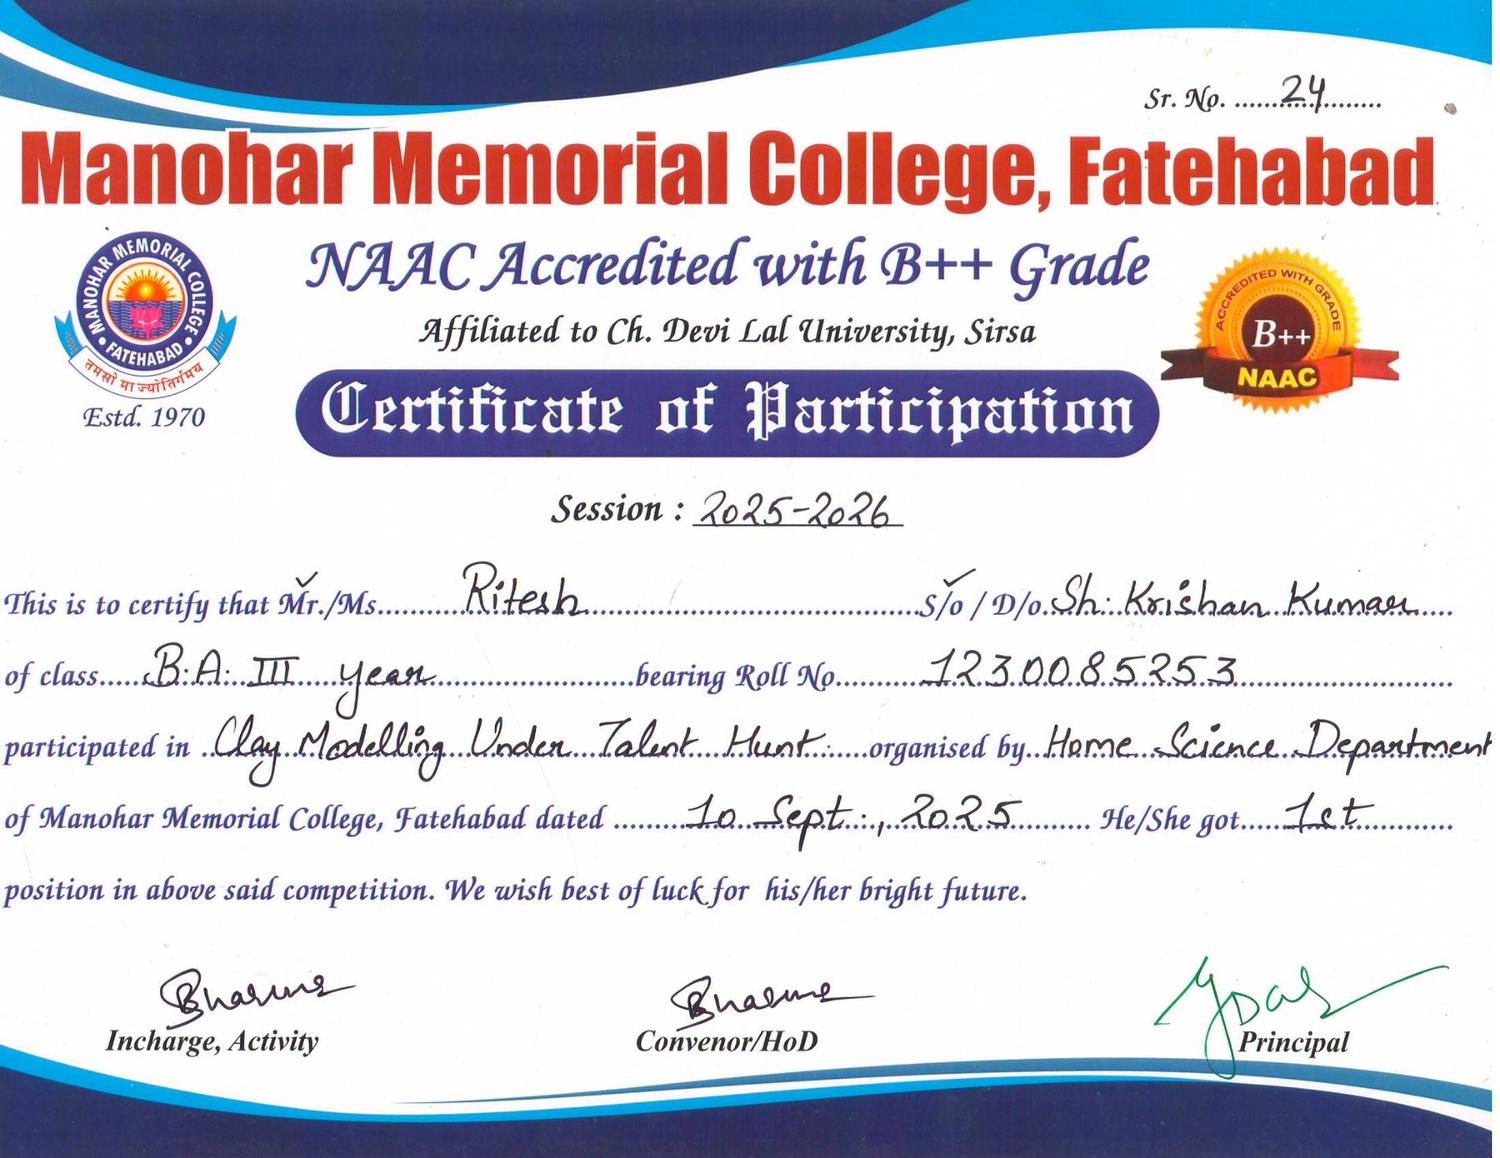 Sr. No. ......24.........
Manohar Memorial College, Fatehabad
MANOHAR MEMORIAL COLLEGE
• FATEHABAD •
तमसो मा ज्योतिर्गमय
Estd. 1970
NAAC Accredited with B++ Grade
Affiliated to Ch. Devi Lal University, Sirsa
Certificate of Participation
ACCREDITED WITH GRADE
B++
NAAC
Session : 2025-2026
This is to certify that Mr./Ms. Ritesh S/o / D/o. Sh. Krishan Kumar
of class B.A. III year bearing Roll No. 1230085253
participated in Clay Modelling Under Talent Hunt organised by Home Science Department
of Manohar Memorial College, Fatehabad dated 10 Sept., 2025 He/She got 1st
position in above said competition. We wish best of luck for his/her bright future.
Incharge, Activity
Convenor/HoD
Principal